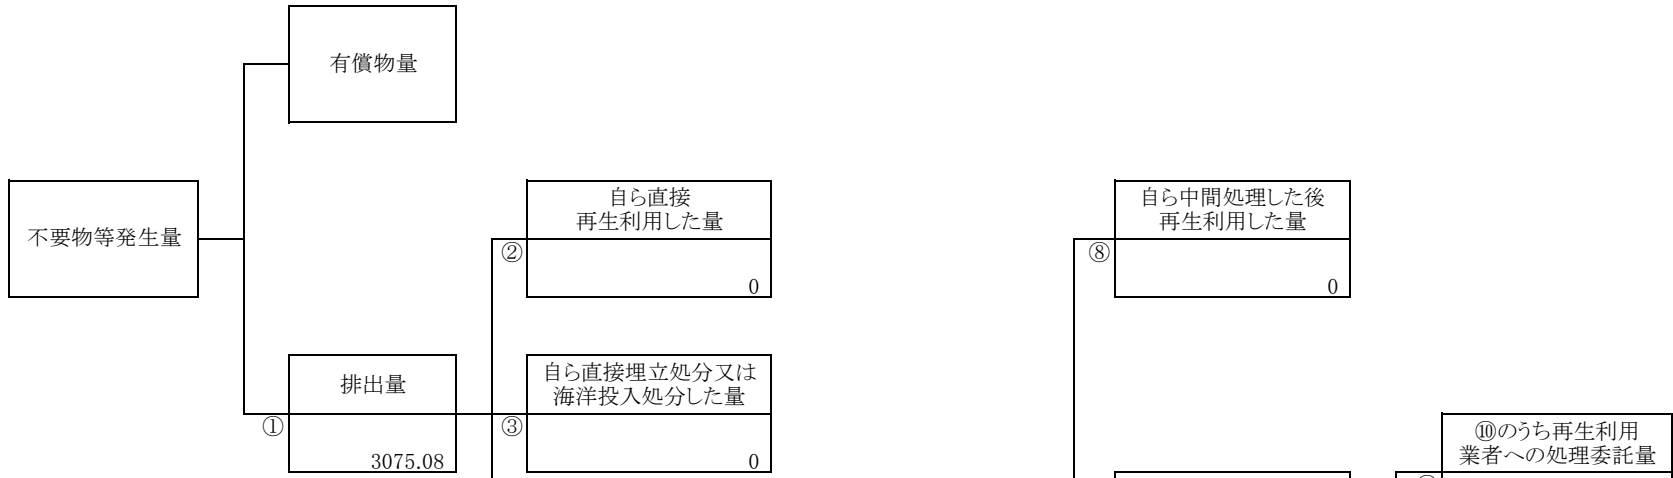 有償物量
不要物等発生量
自ら直接
再生利用した量
②
0
自ら中間処理した後
再生利用した量
⑧
0
排出量
①
3075.08
自ら直接埋立処分又は
海洋投入処分した量
③
0
⑩のうち再生利用
業者への処理委託量